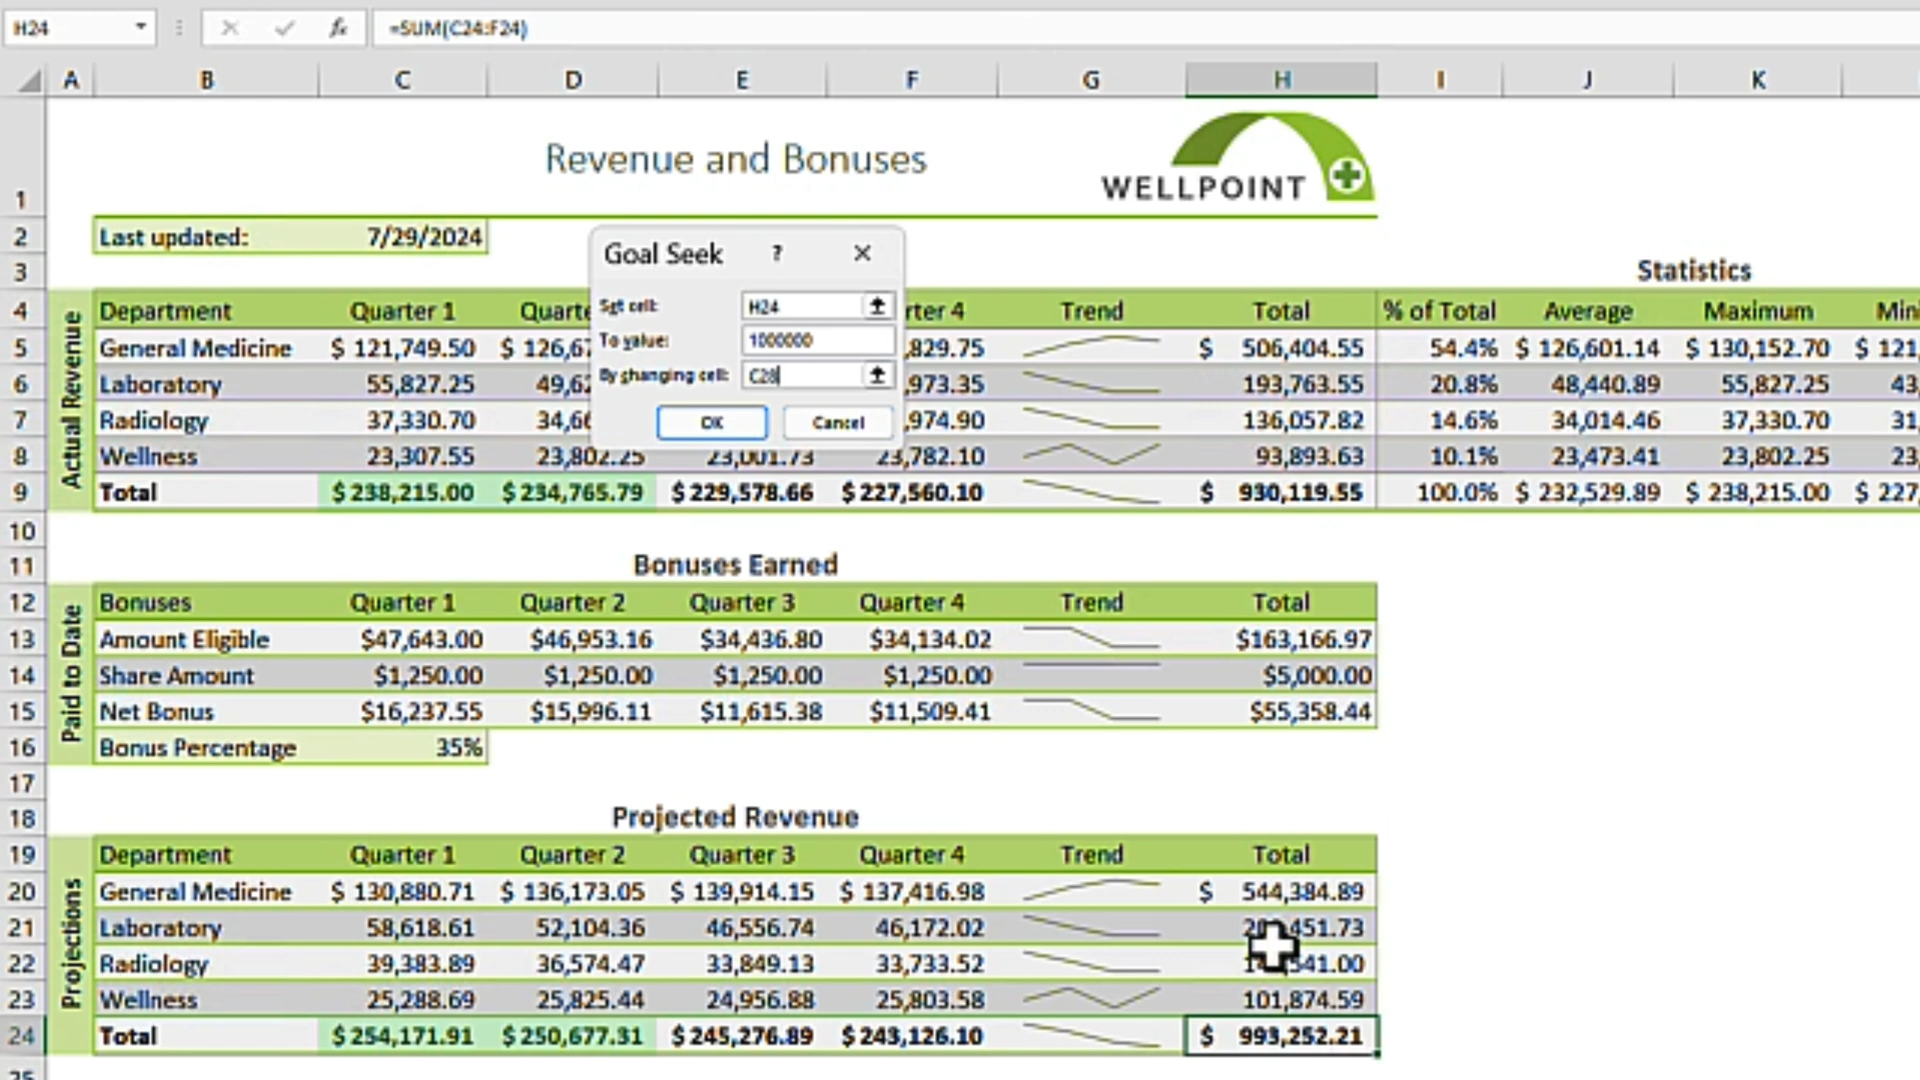 H24 =SUM(C24:F24)
A B C D E F G H I J K
1 Revenue and Bonuses WELLPOINT
2 Last updated: 7/29/2024
3 Statistics
4 Department Quarter 1 Quarte rter 4 Trend Total % of Total Average Maximum Mini
5 General Medicine $ 121,749.50 $ 126,67 ,829.75 $ 506,404.55 54.4% $ 126,601.14 $ 130,152.70 $ 121,
6 Laboratory 55,827.25 49,62 ,973.35 193,763.55 20.8% 48,440.89 55,827.25 43,
7 Radiology 37,330.70 34,66 ,974.90 136,057.82 14.6% 34,014.46 37,330.70 31,
8 Wellness 23,307.55 23,802.25 23,001.73 23,782.10 93,893.63 10.1% 23,473.41 23,802.25 23,
9 Total $ 238,215.00 $ 234,765.79 $ 229,578.66 $ 227,560.10 $ 930,119.55 100.0% $ 232,529.89 $ 238,215.00 $ 227,
Actual Revenue
Goal Seek ?
Set cell: H24
To value: 1000000
By changing cell: C28
OK Cancel
10
11 Bonuses Earned
12 Bonuses Quarter 1 Quarter 2 Quarter 3 Quarter 4 Trend Total
13 Amount Eligible $47,643.00 $46,953.16 $34,436.80 $34,134.02 $163,166.97
14 Share Amount $1,250.00 $1,250.00 $1,250.00 $1,250.00 $5,000.00
15 Net Bonus $16,237.55 $15,996.11 $11,615.38 $11,509.41 $55,358.44
16 Bonus Percentage 35%
Paid to Date
17
18 Projected Revenue
19 Department Quarter 1 Quarter 2 Quarter 3 Quarter 4 Trend Total
20 General Medicine $ 130,880.71 $ 136,173.05 $ 139,914.15 $ 137,416.98 $ 544,384.89
21 Laboratory 58,618.61 52,104.36 46,556.74 46,172.02 451.73
22 Radiology 39,383.89 36,574.47 33,849.13 33,733.52 541.00
23 Wellness 25,288.69 25,825.44 24,956.88 25,803.58 101,874.59
24 Total $ 254,171.91 $ 250,677.31 $ 245,276.89 $ 243,126.10 $ 993,252.21
Projections
25